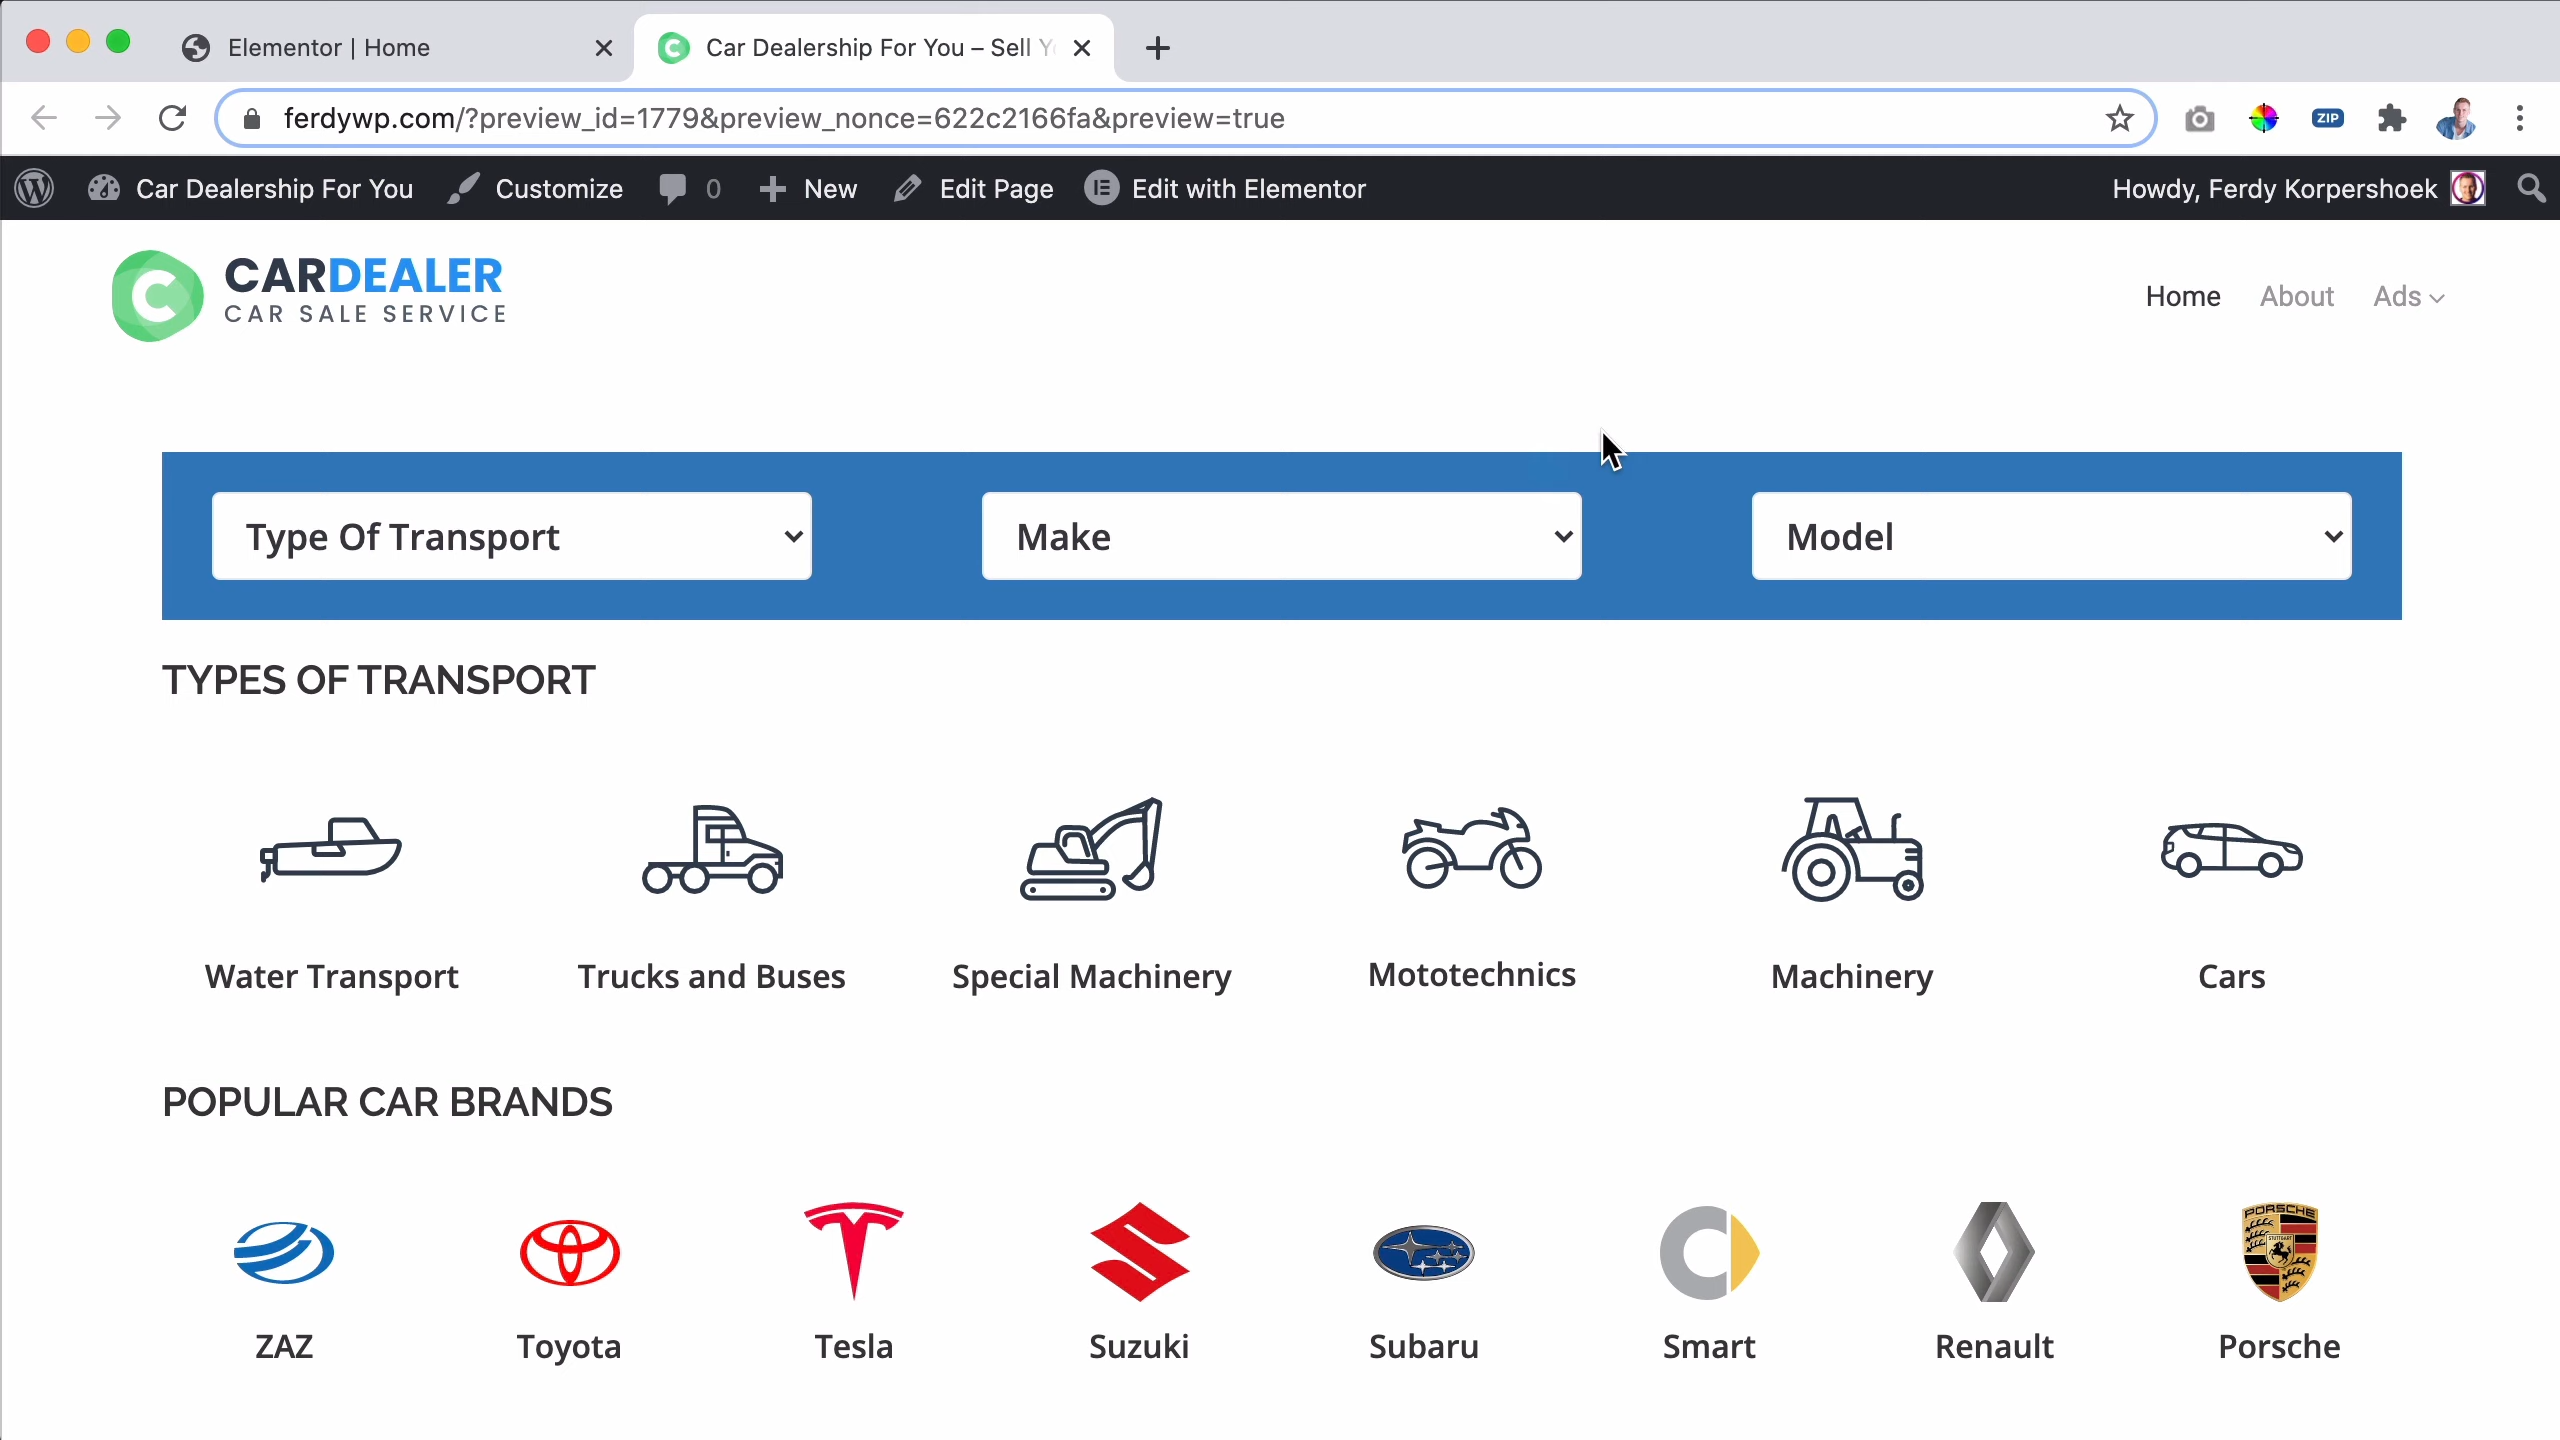 Elementor | Home
Car Dealership For You – Sell
ferdywp.com/?preview_id=1779&preview_nonce=622c2166fa&preview=true
ZIP
Car Dealership For You Customize 0 New Edit Page Edit with Elementor Howdy, Ferdy Korpershoek
CARDEALER
CAR SALE SERVICE
Home About Ads
Type Of Transport Make Model
TYPES OF TRANSPORT
Water Transport Trucks and Buses Special Machinery Mototechnics Machinery Cars
POPULAR CAR BRANDS
PORSCHE
STUTTGART
ZAZ Toyota Tesla Suzuki Subaru Smart Renault Porsche